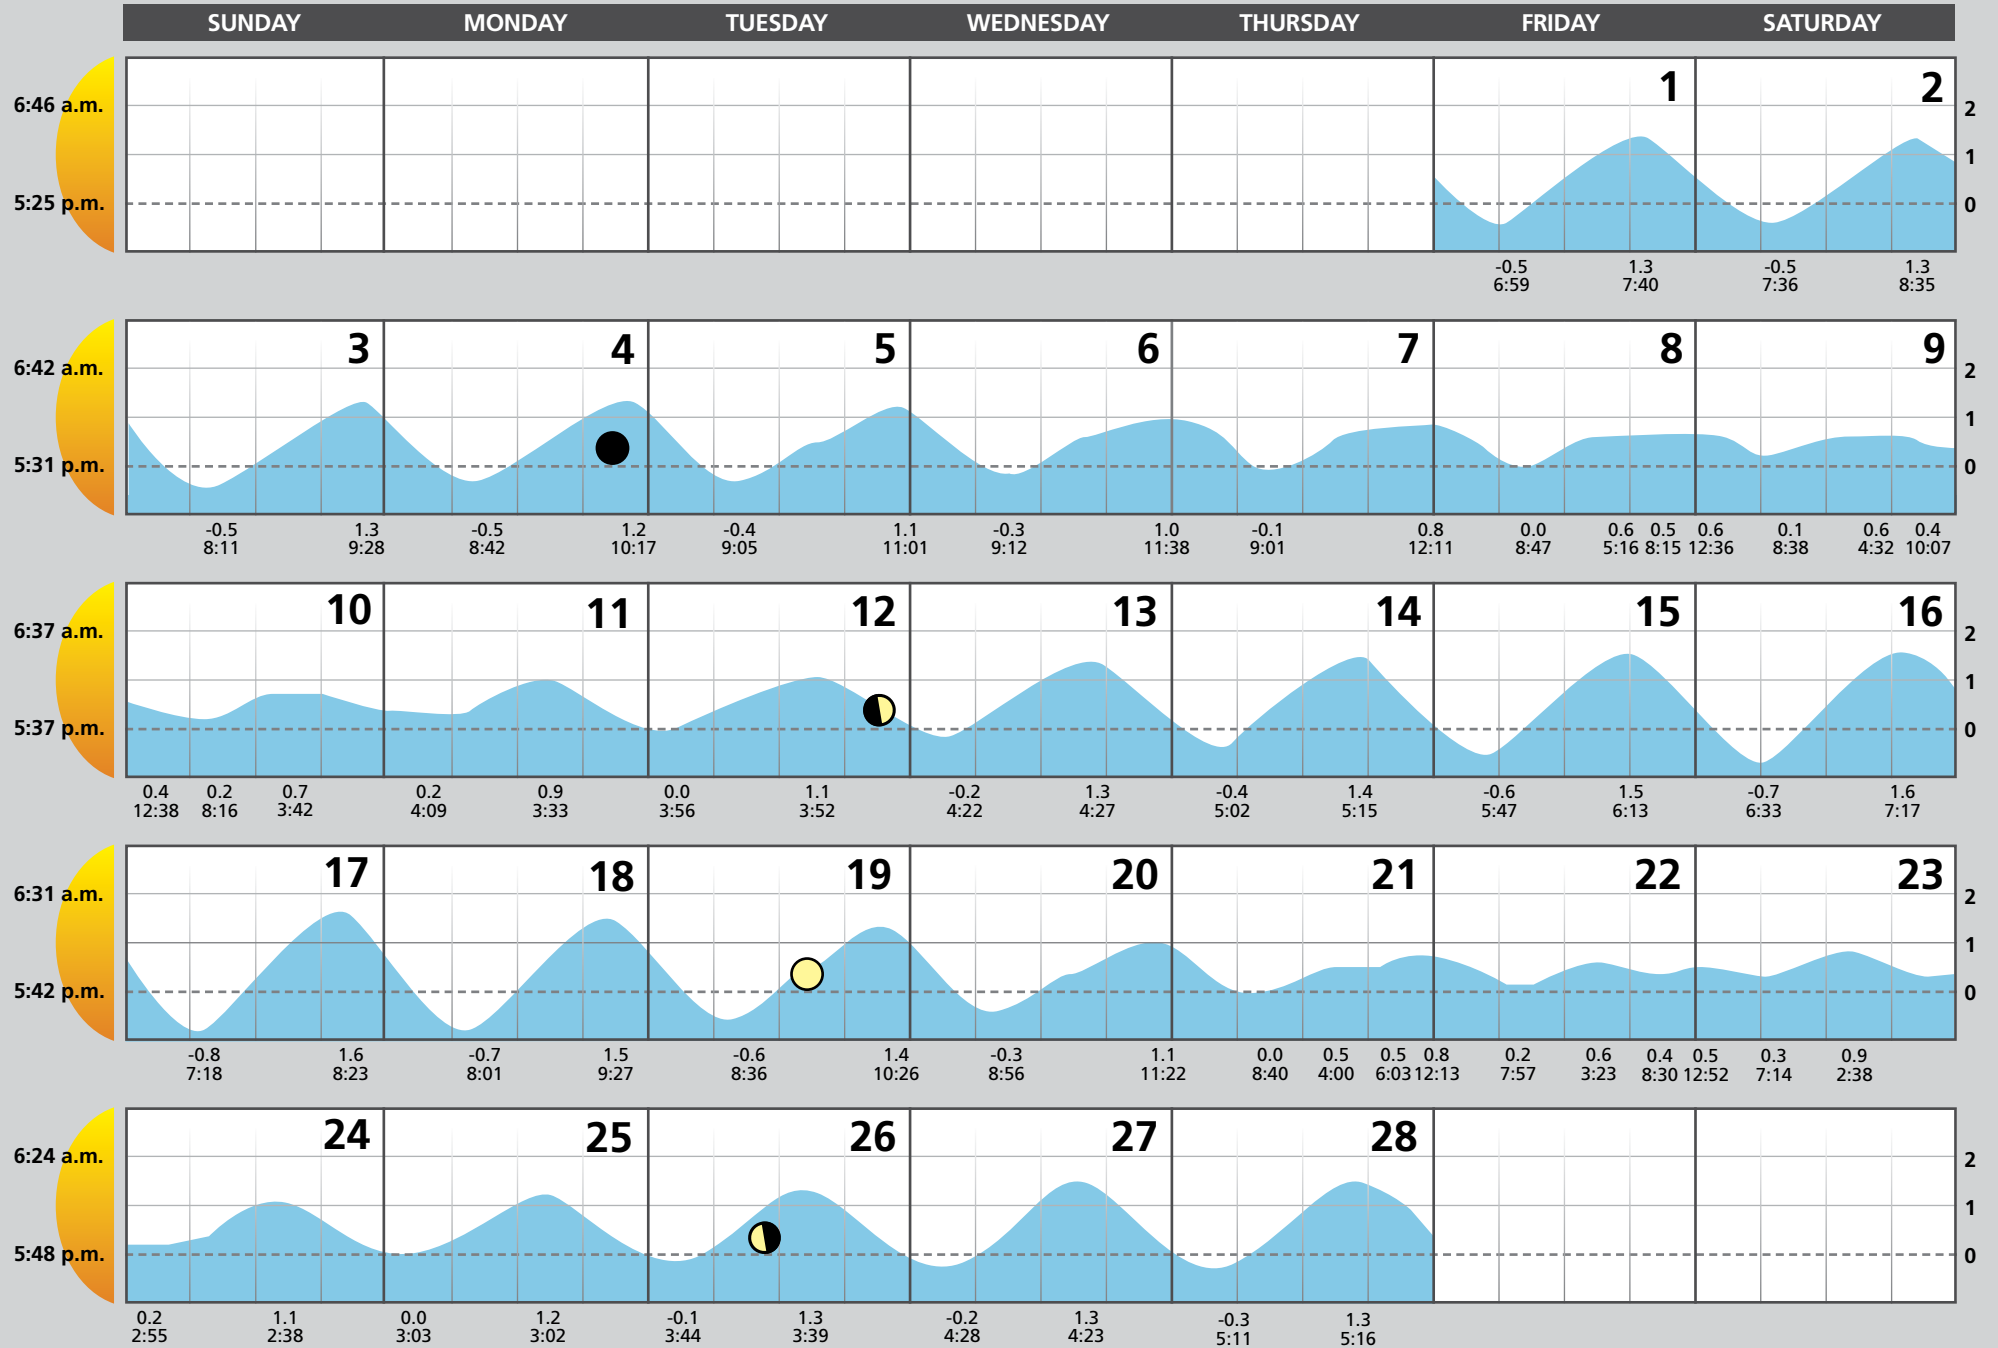 SUNDAY MONDAY TUESDAY WEDNESDAY THURSDAY FRIDAY SATURDAY
1 2
6:46 a.m. 2
1
5:25 p.m. 0
-0.5 1.3 -0.5 1.3
6:59 7:40 7:36 8:35
3 4 5 6 7 8 9
6:42 a.m. 2
1
5:31 p.m. 0
-0.5 1.3 -0.5 1.2 -0.4 1.1 -0.3 1.0 -0.1 0.8 0.0 0.6 0.5 0.6 0.1 0.6 0.4
8:11 9:28 8:42 10:17 9:05 11:01 9:12 11:38 9:01 12:11 8:47 5:16 8:15 12:36 8:38 4:32 10:07
10 11 12 13 14 15 16
6:37 a.m. 2
1
5:37 p.m. 0
0.4 0.2 0.7 0.2 0.9 0.0 1.1 -0.2 1.3 -0.4 1.4 -0.6 1.5 -0.7 1.6
12:38 8:16 3:42 4:09 3:33 3:56 3:52 4:22 4:27 5:02 5:15 5:47 6:13 6:33 7:17
17 18 19 20 21 22 23
6:31 a.m. 2
1
5:42 p.m. 0
-0.8 1.6 -0.7 1.5 -0.6 1.4 -0.3 1.1 0.0 0.5 0.5 0.8 0.2 0.6 0.4 0.5 0.3 0.9
7:18 8:23 8:01 9:27 8:36 10:26 8:56 11:22 8:40 4:00 6:03 12:13 7:57 3:23 8:30 12:52 7:14 2:38
24 25 26 27 28
6:24 a.m. 2
1
5:48 p.m. 0
0.2 1.1 0.0 1.2 -0.1 1.3 -0.2 1.3 -0.3 1.3
2:55 2:38 3:03 3:02 3:44 3:39 4:28 4:23 5:11 5:16